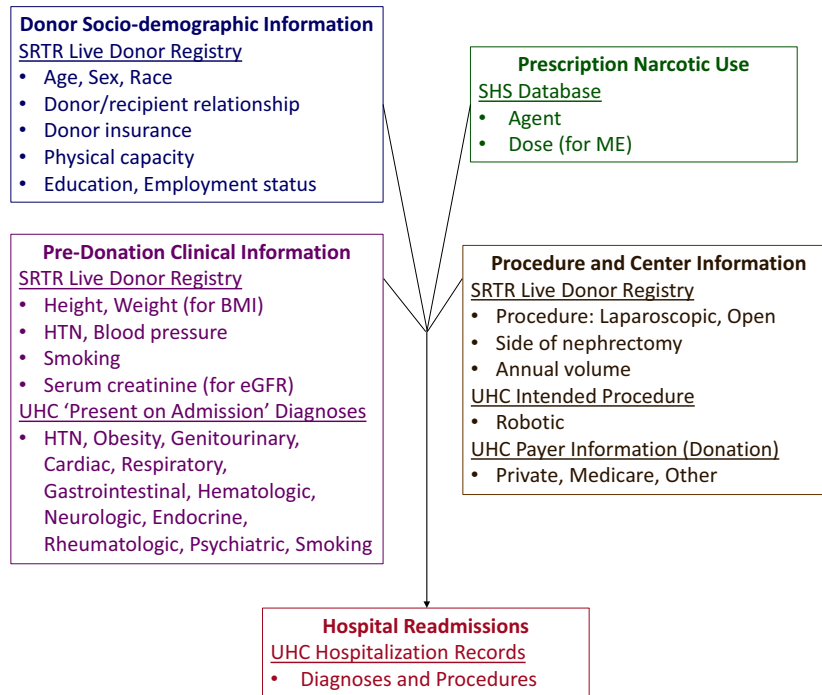 Donor Socio-demographic Information
SRTR Live Donor Registry
• Age, Sex, Race
• Donor/recipient relationship
• Donor insurance
• Physical capacity
• Education, Employment status
Prescription Narcotic Use
SHS Database
• Agent
• Dose (for ME)
Pre-Donation Clinical Information
SRTR Live Donor Registry
• Height, Weight (for BMI)
• HTN, Blood pressure
• Smoking
• Serum creatinine (for eGFR)
UHC ‘Present on Admission’ Diagnoses
• HTN, Obesity, Genitourinary,
Cardiac, Respiratory,
Gastrointestinal, Hematologic,
Neurologic, Endocrine,
Rheumatologic, Psychiatric, Smoking
Procedure and Center Information
SRTR Live Donor Registry
• Procedure: Laparoscopic, Open
• Side of nephrectomy
• Annual volume
UHC Intended Procedure
• Robotic
UHC Payer Information (Donation)
• Private, Medicare, Other
Hospital Readmissions
UHC Hospitalization Records
• Diagnoses and Procedures